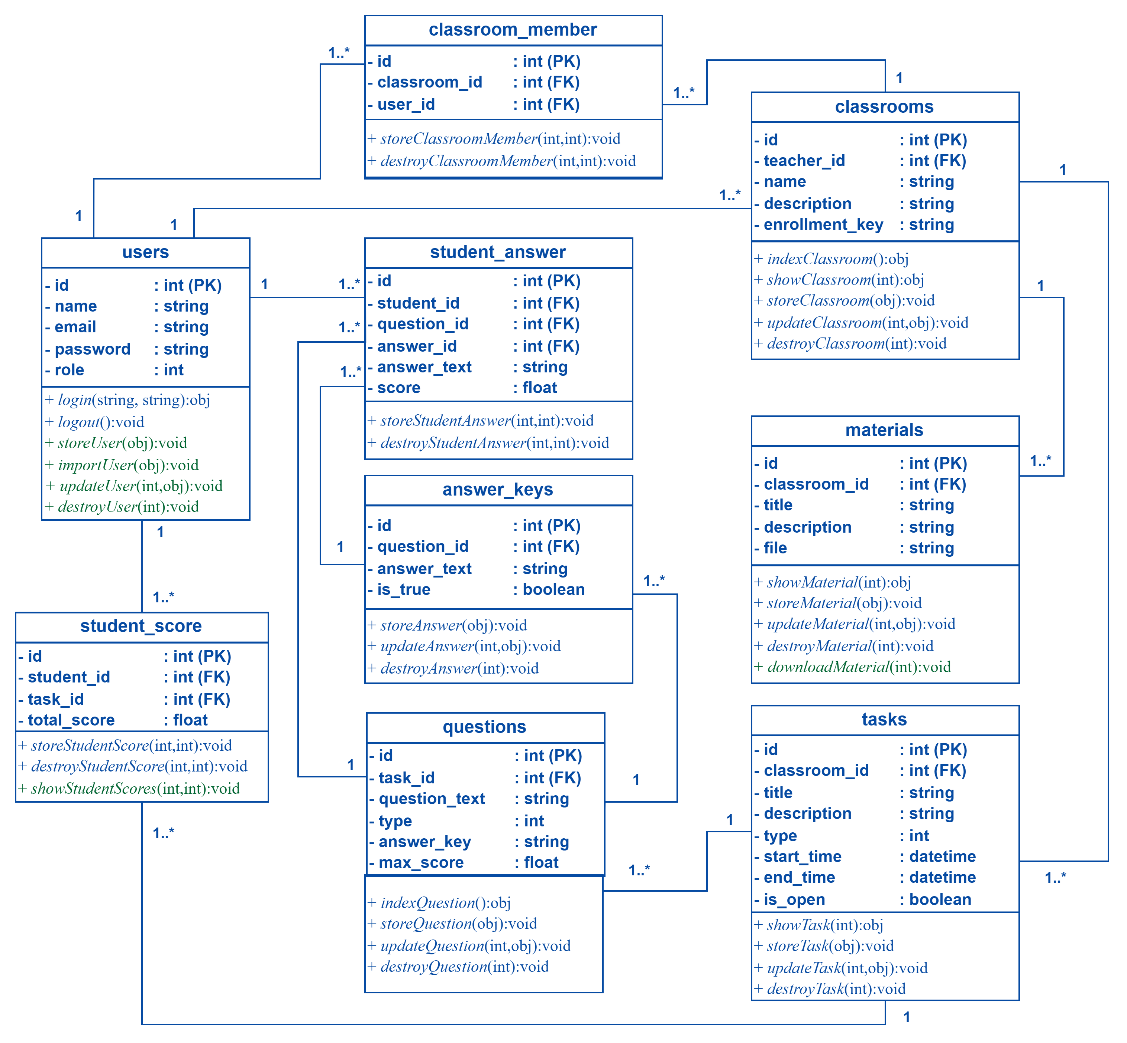 classroom_member
- id : int (PK)
- classroom_id : int (FK)
- user_id : int (FK)
+ storeClassroomMember(int,int):void
+ destroyClassroomMember(int,int):void
1..*
1..*
1
classrooms
- id : int (PK)
- teacher_id : int (FK)
- name : string
- description : string
- enrollment_key : string
+ indexClassroom():obj
+ showClassroom(int):obj
+ storeClassroom(obj):void
+ updateClassroom(int,obj):void
+ destroyClassroom(int):void
1
1..*
1
1
1
users
- id : int (PK)
- name : string
- email : string
- password : string
- role : int
+ login(string, string):obj
+ logout():void
+ storeUser(obj):void
+ importUser(obj):void
+ updateUser(int,obj):void
+ destroyUser(int):void
1
1..*
1..*
1..*
student_answer
- id : int (PK)
- student_id : int (FK)
- question_id : int (FK)
- answer_id : int (FK)
- answer_text : string
- score : float
+ storeStudentAnswer(int,int):void
+ destroyStudentAnswer(int,int):void
materials
- id : int (PK)
- classroom_id : int (FK)
- title : string
- description : string
- file : string
+ showMaterial(int):obj
+ storeMaterial(obj):void
+ updateMaterial(int,obj):void
+ destroyMaterial(int):void
+ downloadMaterial(int):void
1..*
answer_keys
- id : int (PK)
- question_id : int (FK)
- answer_text : string
- is_true : boolean
+ storeAnswer(obj):void
+ updateAnswer(int,obj):void
+ destroyAnswer(int):void
1
1..*
1
1..*
student_score
- id : int (PK)
- student_id : int (FK)
- task_id : int (FK)
- total_score : float
+ storeStudentScore(int,int):void
+ destroyStudentScore(int,int):void
+ showStudentScores(int,int):void
1..*
questions
- id : int (PK)
- task_id : int (FK)
- question_text : string
- type : int
- answer_key : string
- max_score : float
+ indexQuestion():obj
+ storeQuestion(obj):void
+ updateQuestion(int,obj):void
+ destroyQuestion(int):void
1
1
1..*
1
tasks
- id : int (PK)
- classroom_id : int (FK)
- title : string
- description : string
- type : int
- start_time : datetime
- end_time : datetime
- is_open : boolean
+ showTask(int):obj
+ storeTask(obj):void
+ updateTask(int,obj):void
+ destroyTask(int):void
1..*
1